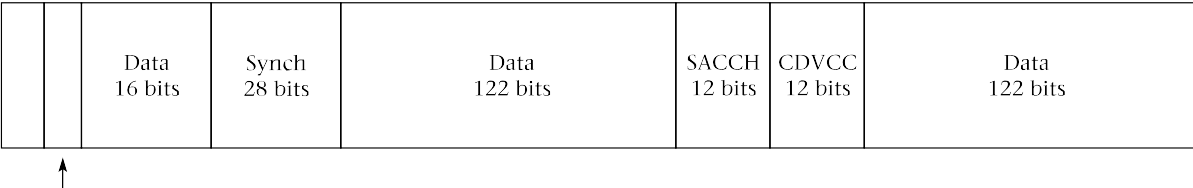 Data
16 bits
Synch
28 bits
Data
122 bits
SACCH
12 bits
CDVCC
12 bits
Data
122 bits